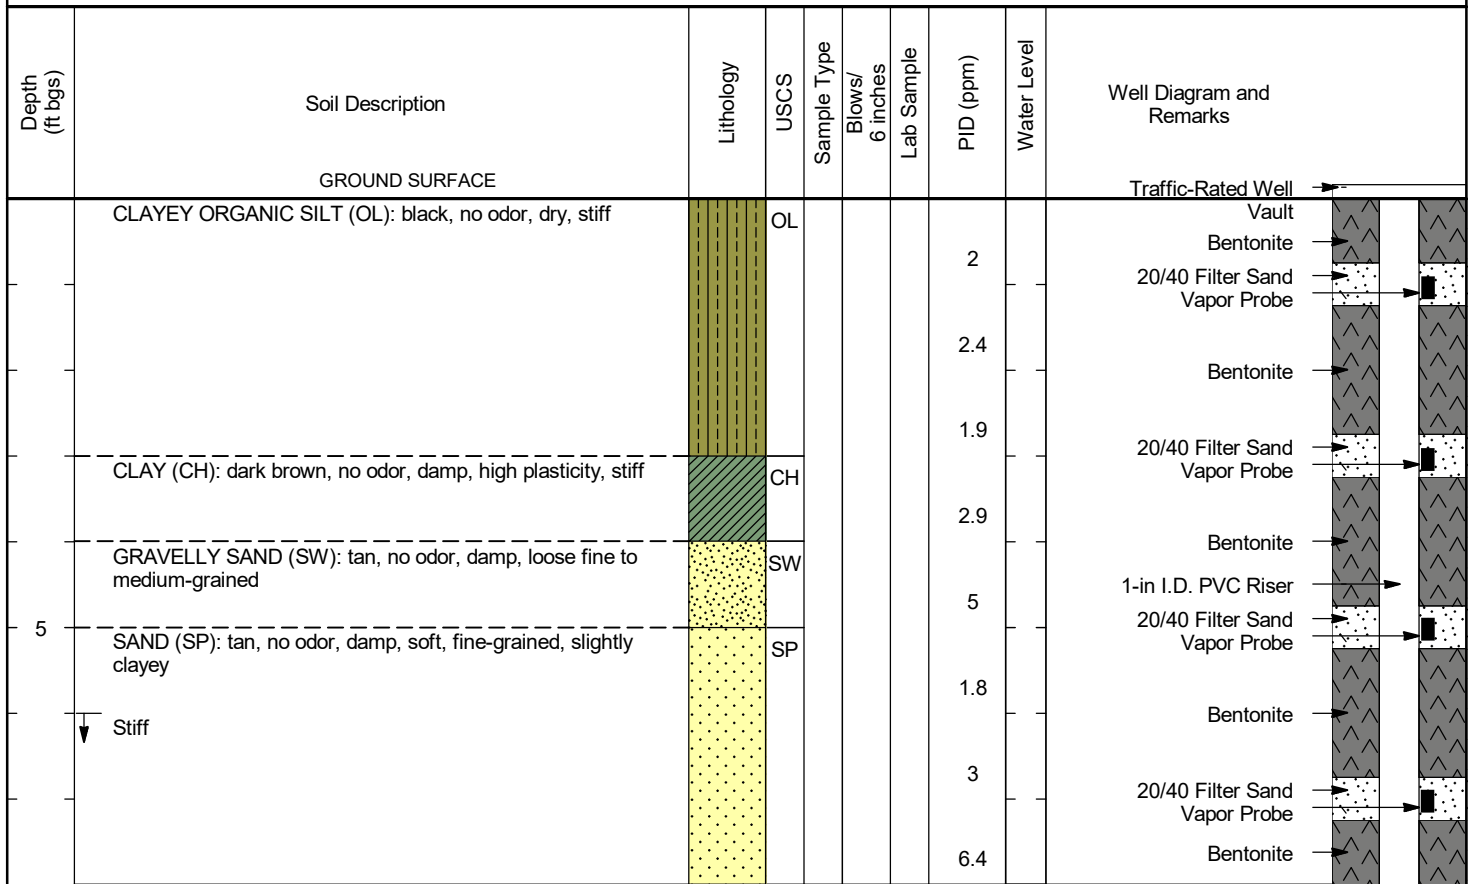 Depth
(ft bgs)
Soil Description
GROUND SURFACE
Lithology
USCS
Sample Type
Blows/
6 inches
Lab Sample
PID (ppm)
Water Level
Well Diagram and
Remarks
Traffic-Rated Well
Vault
CLAYEY ORGANIC SILT (OL): black, no odor, dry, stiff
OL
Bentonite
2
20/40 Filter Sand
Vapor Probe
2.4
Bentonite
1.9
20/40 Filter Sand
Vapor Probe
CLAY (CH): dark brown, no odor, damp, high plasticity, stiff
CH
2.9
Bentonite
GRAVELLY SAND (SW): tan, no odor, damp, loose fine to
medium-grained
SW
1-in I.D. PVC Riser
5
20/40 Filter Sand
Vapor Probe
5
SAND (SP): tan, no odor, damp, soft, fine-grained, slightly
clayey
SP
1.8
Bentonite
Stiff
3
20/40 Filter Sand
Vapor Probe
6.4
Bentonite